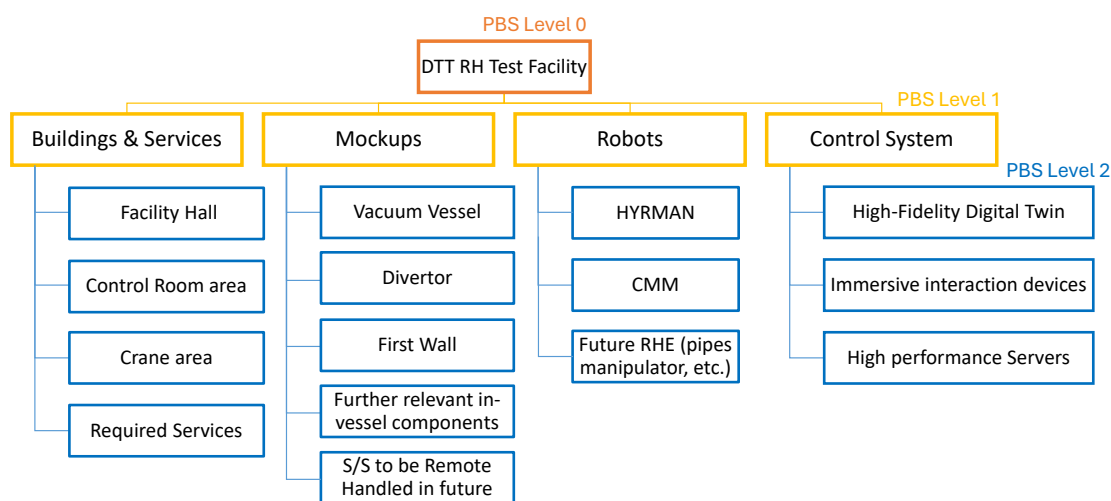 PBS Level 0
DTT RH Test Facility
PBS Level 1
Buildings & Services
Mockups
Robots
Control System
PBS Level 2
Facility Hall
Control Room area
Crane area
Required Services
Vacuum Vessel
Divertor
First Wall
Further relevant in-
vessel components
S/S to be Remote
Handled in future
HYRMAN
CMM
Future RHE (pipes
manipulator, etc.)
High-Fidelity Digital Twin
Immersive interaction devices
High performance Servers